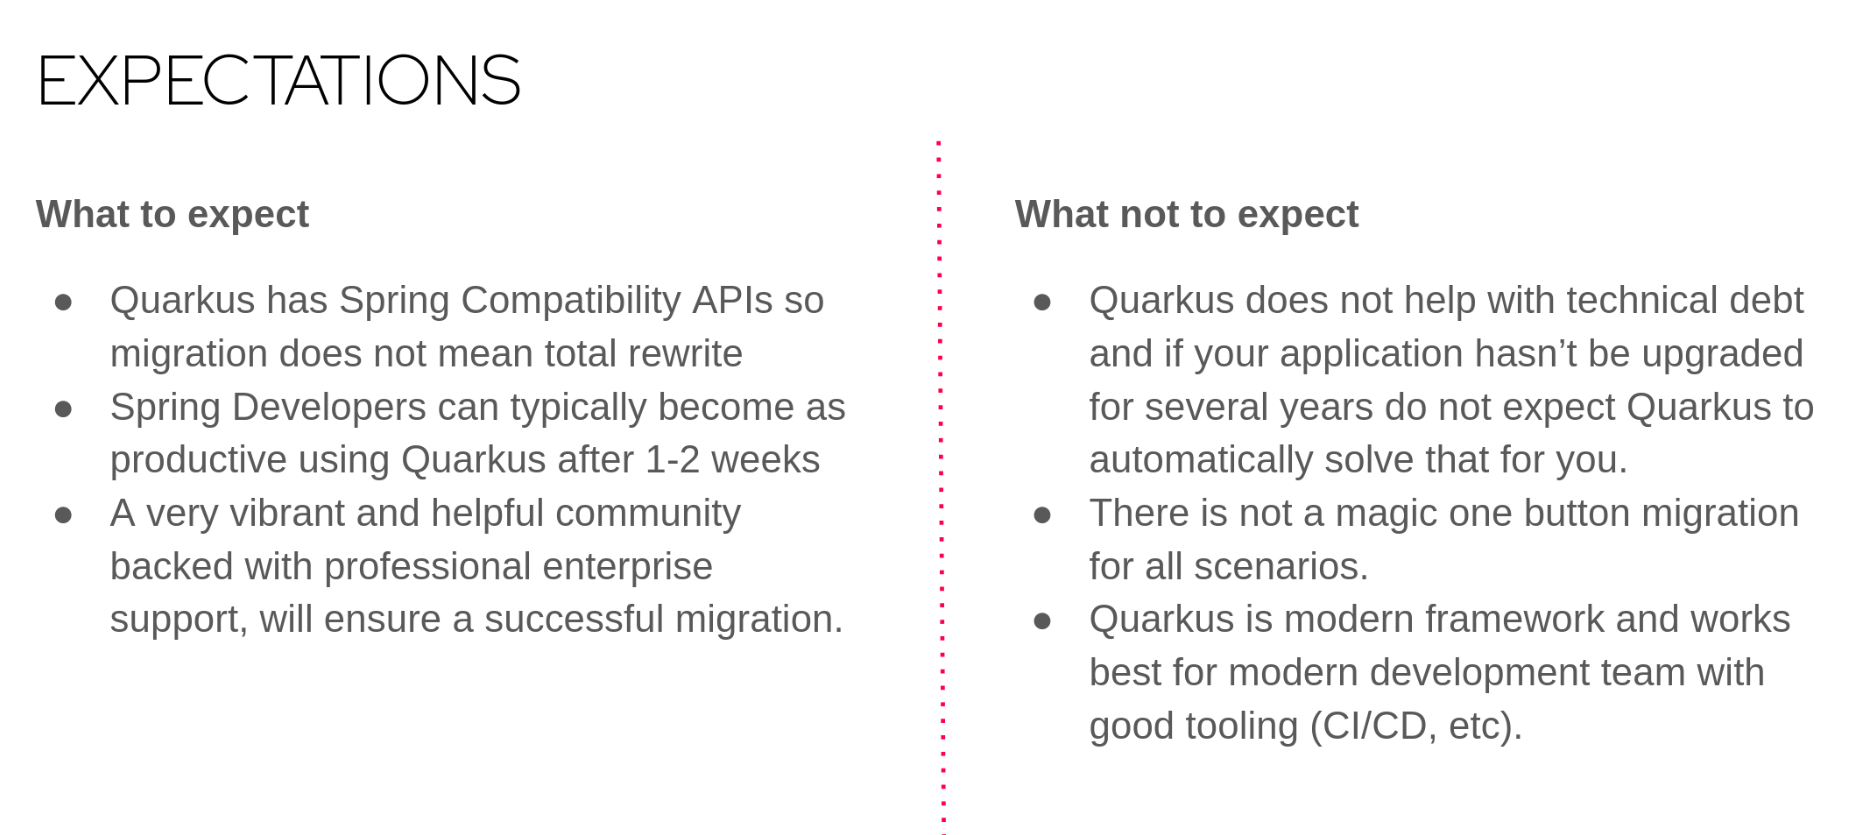 EXPECTATIONS
What to expect
● Quarkus has Spring Compatibility APIs so
migration does not mean total rewrite
● Spring Developers can typically become as
productive using Quarkus after 1-2 weeks
● A very vibrant and helpful community
backed with professional enterprise
support, will ensure a successful migration.
What not to expect
● Quarkus does not help with technical debt
and if your application hasn’t be upgraded
for several years do not expect Quarkus to
automatically solve that for you.
● There is not a magic one button migration
for all scenarios.
● Quarkus is modern framework and works
best for modern development team with
good tooling (CI/CD, etc).